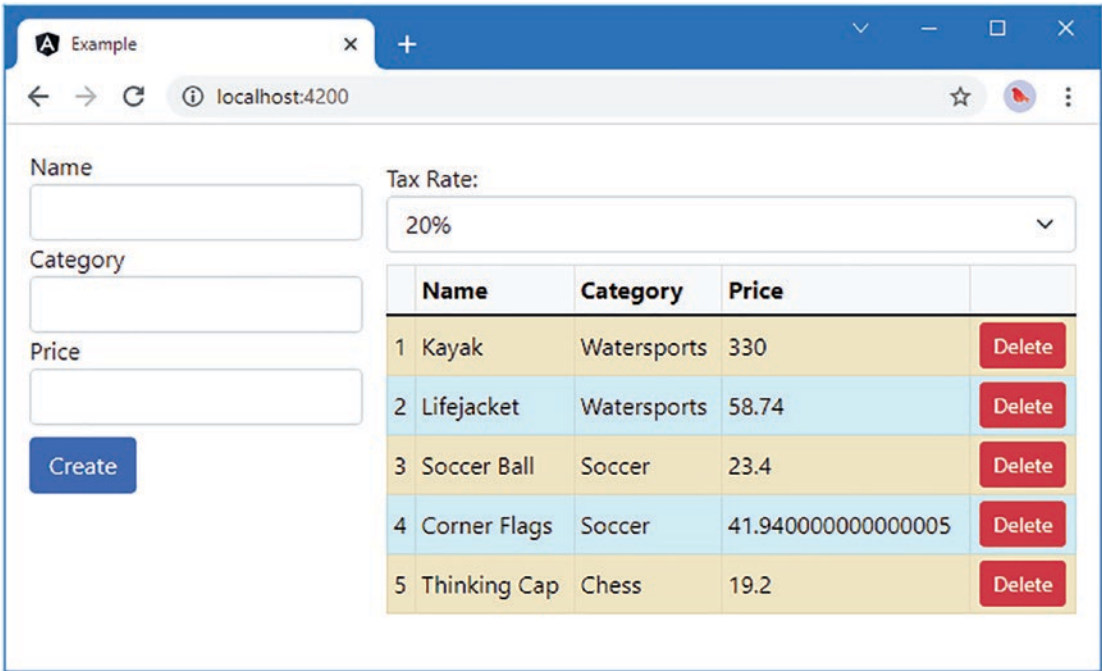 Example
localhost:4200
Name
Category
Price
Create
Tax Rate:
20%
Name Category Price
1 Kayak Watersports 330 Delete
2 Lifejacket Watersports 58.74 Delete
3 Soccer Ball Soccer 23.4 Delete
4 Corner Flags Soccer 41.940000000000005 Delete
5 Thinking Cap Chess 19.2 Delete